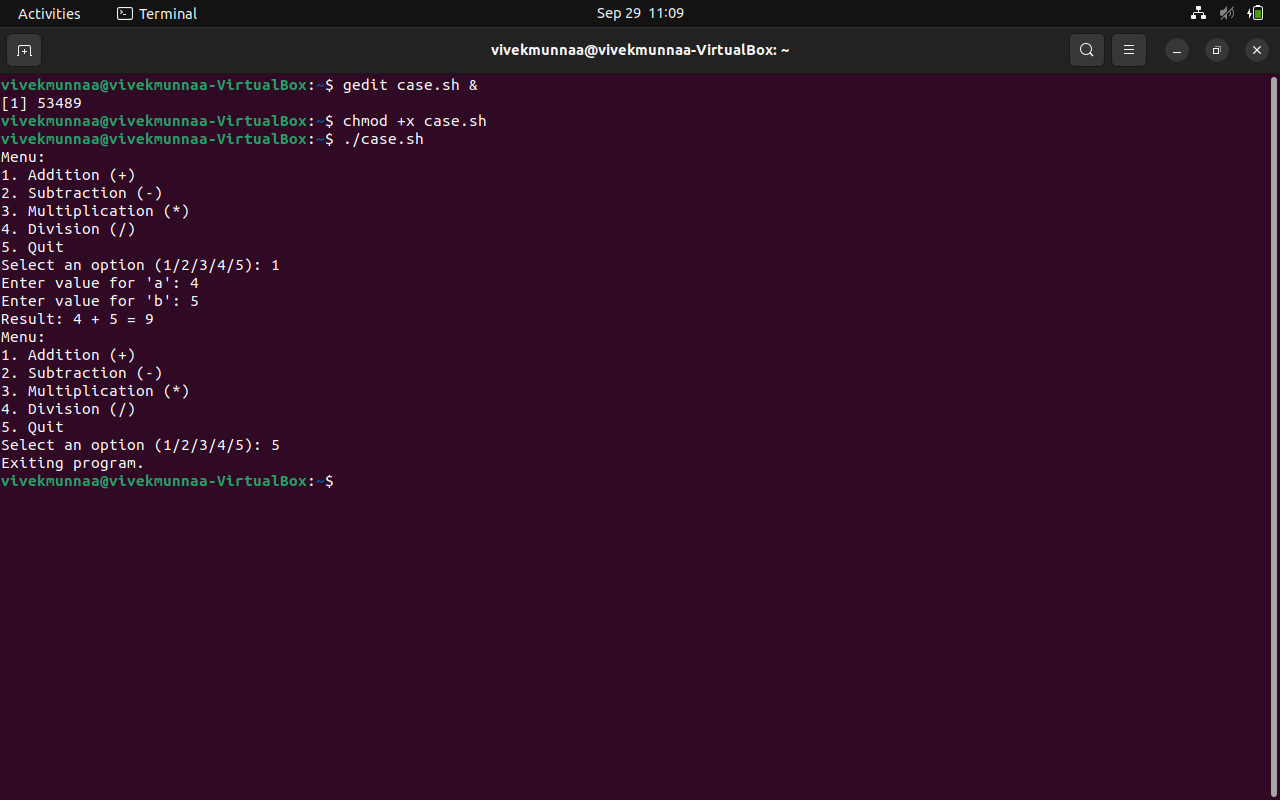 Activities Terminal Sep 29 11:09
vivekmunnaa@vivekmunnaa-VirtualBox: ~
vivekmunnaa@vivekmunnaa-VirtualBox:~$ gedit case.sh &
[1] 53489
vivekmunnaa@vivekmunnaa-VirtualBox:~$ chmod +x case.sh
vivekmunnaa@vivekmunnaa-VirtualBox:~$ ./case.sh
Menu:
1. Addition (+)
2. Subtraction (-)
3. Multiplication (*)
4. Division (/)
5. Quit
Select an option (1/2/3/4/5): 1
Enter value for 'a': 4
Enter value for 'b': 5
Result: 4 + 5 = 9
Menu:
1. Addition (+)
2. Subtraction (-)
3. Multiplication (*)
4. Division (/)
5. Quit
Select an option (1/2/3/4/5): 5
Exiting program.
vivekmunnaa@vivekmunnaa-VirtualBox:~$